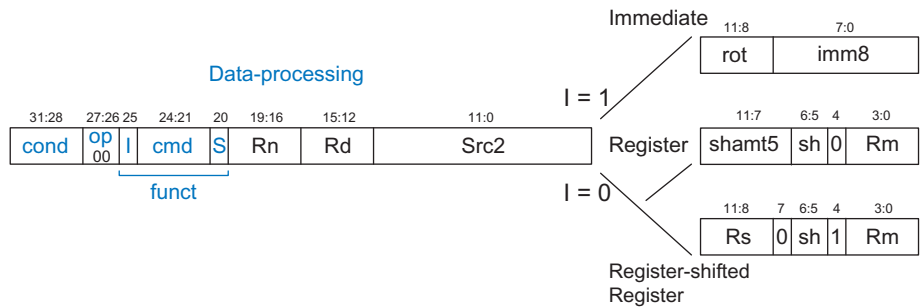 Immediate
11:8 7:0
rot imm8
Data-processing
I = 1
31:28 27:26 25 24:21 20 19:16 15:12 11:0
cond op 00 I cmd S Rn Rd Src2
funct
Register
11:7 6:5 4 3:0
shamt5 sh 0 Rm
I = 0
11:8 7 6:5 4 3:0
Rs 0 sh 1 Rm
Register-shifted
Register